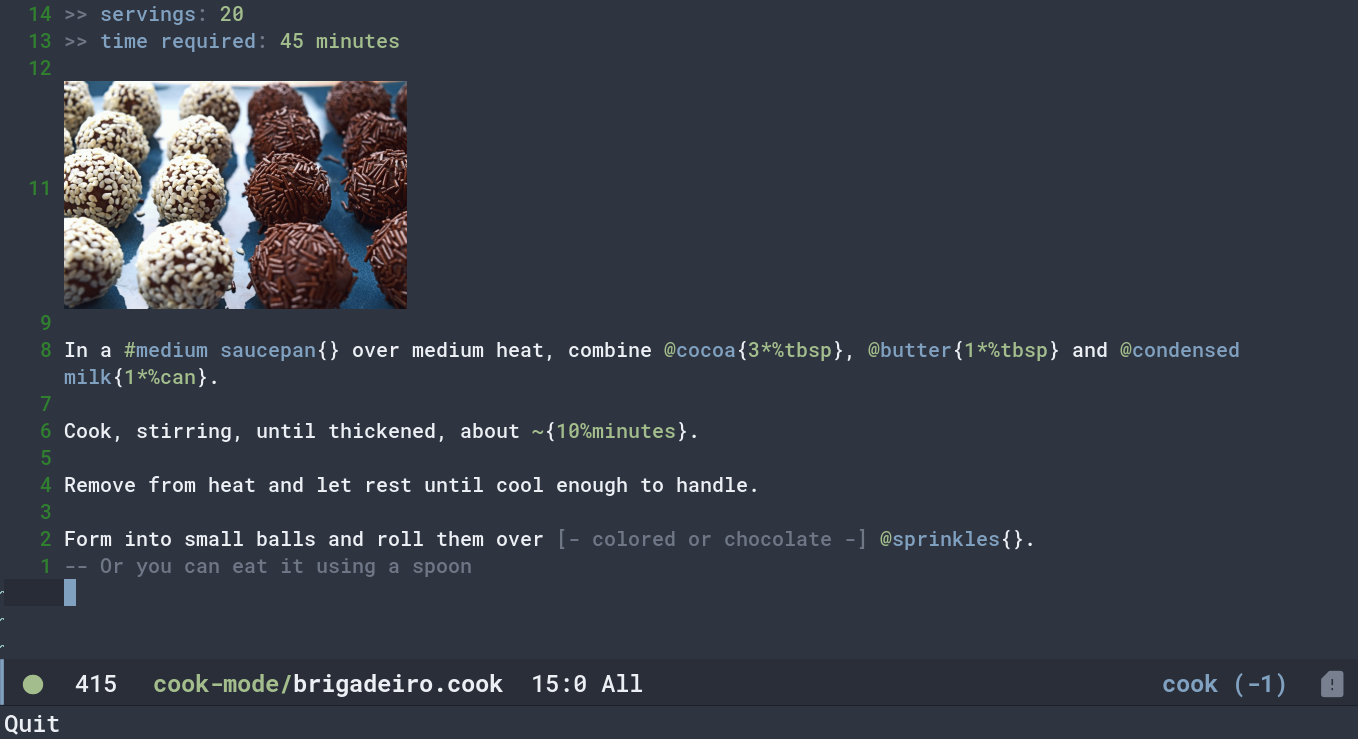 14 >> servings: 20
13 >> time required: 45 minutes
12
11
9
8 In a #medium saucepan{} over medium heat, combine @cocoa{3*%tbsp}, @butter{1*%tbsp} and @condensed
milk{1*%can}.
7
6 Cook, stirring, until thickened, about ~{10%minutes}.
5
4 Remove from heat and let rest until cool enough to handle.
3
2 Form into small balls and roll them over [- colored or chocolate -] @sprinkles{}.
1 -- Or you can eat it using a spoon
~
~
~
415 cook-mode/brigadeiro.cook 15:0 All cook (-1) !
Quit